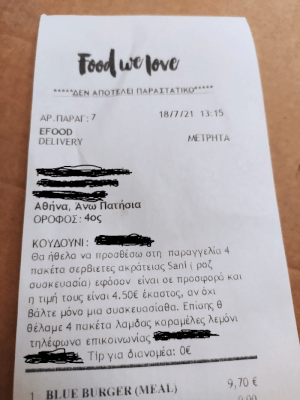 Food we love
*****ΔΕΝ ΑΠΟΤΕΛΕΙ ΠΑΡΑΣΤΑΤΙΚΟ*****
ΑΡ.ΠΑΡΑΓ: 7 18/7/21 13:15
EFOOD
DELIVERY ΜΕΤΡΗΤΑ
Αθήνα, Άνω Πατήσια
ΟΡΟΦΟΣ: 4ος
ΚΟΥΔΟΥΝΙ:
Θα ήθελα να προσθέσω στη παραγγελία 4
πακέτα σερβιετες ακράτειας Sani ( ροζ
συσκευασία) εφόσον είναι σε προσφορά και
η τιμή τους είναι 4.50€ έκαστος, αν όχι
βάλτε μόνο μια συσκευασίαθα. Επίσης θ
θέλαμε 4 πακέτα λαμδας καραμέλες λεμόνι
τηλέφωνα επικοινωνίας
Tip για διανομέα: 0€
1 BLUE BURGER (MEAL) 9,70 €